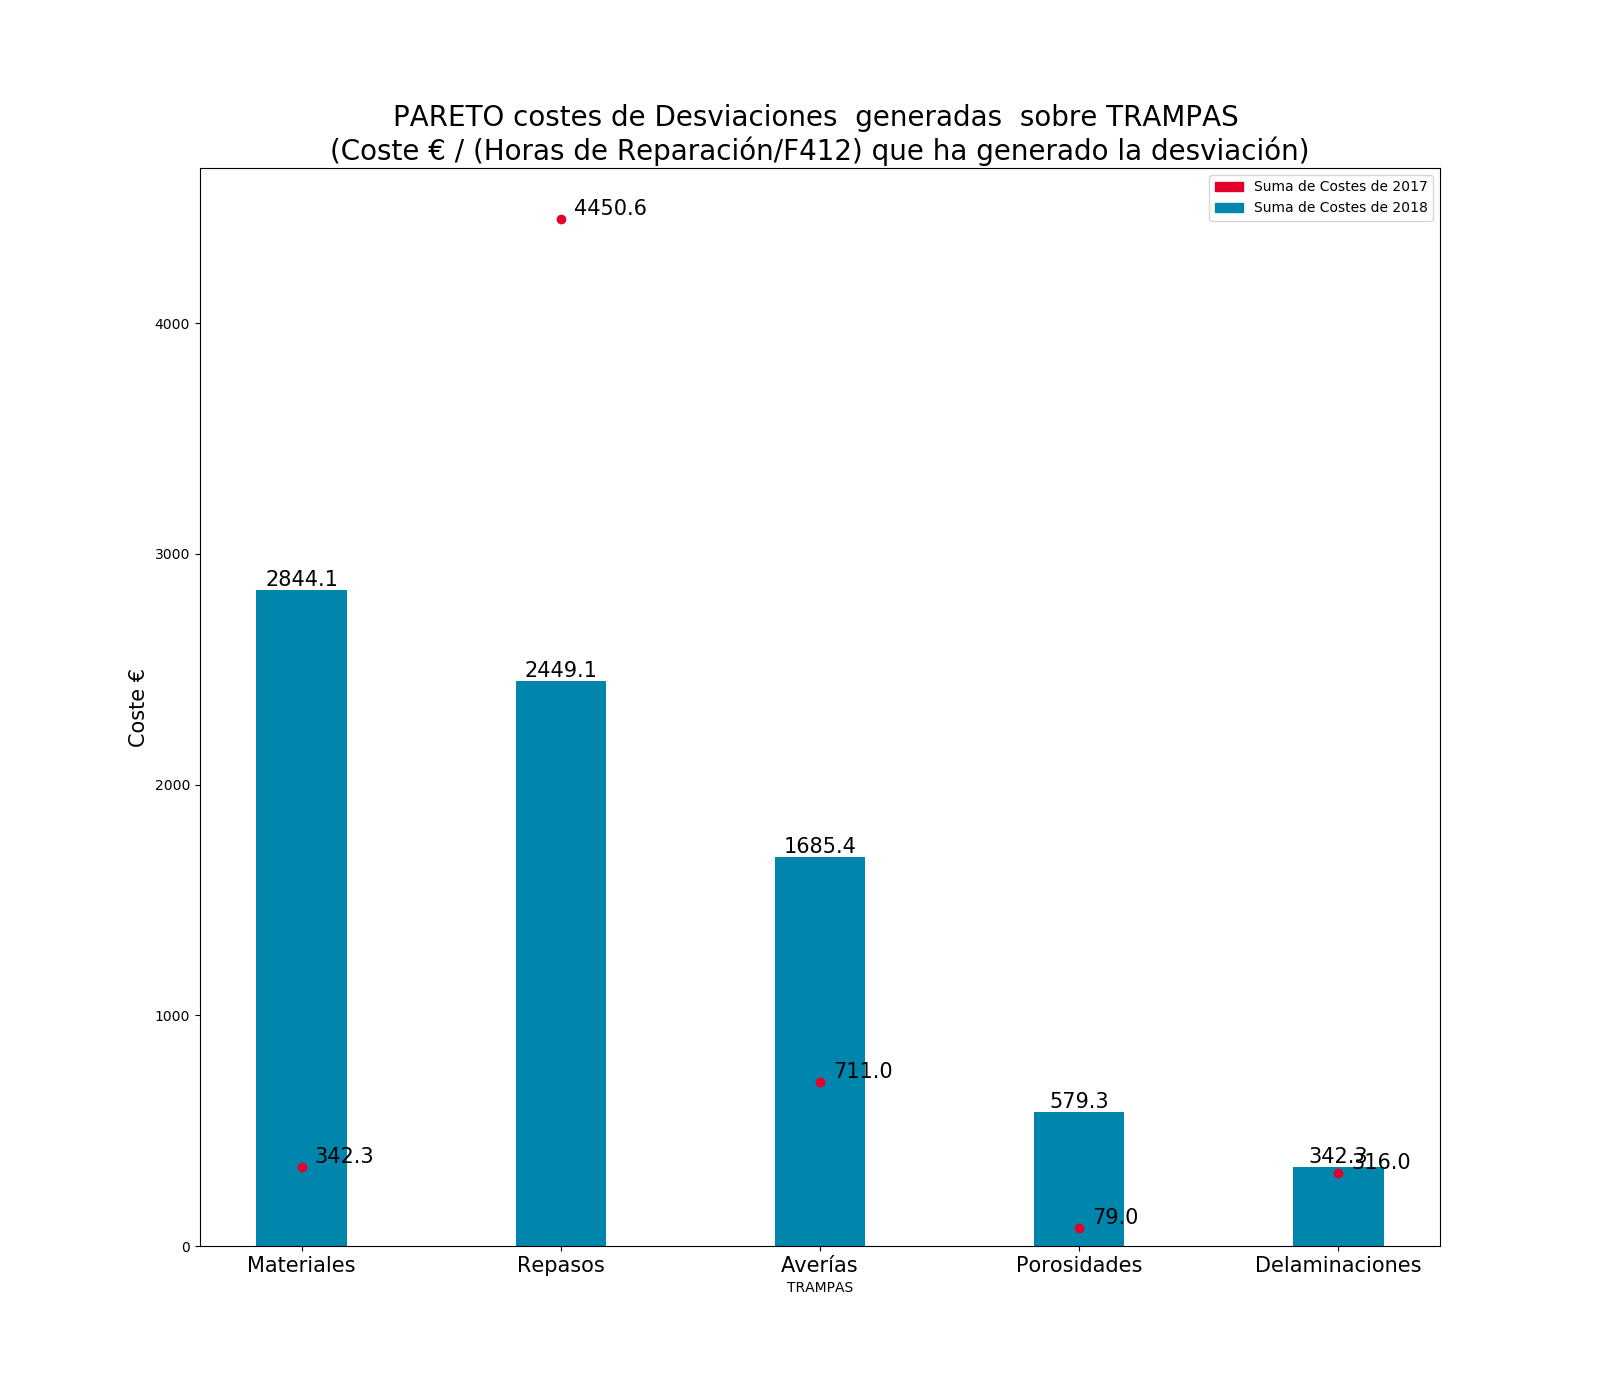 PARETO costes de Desviaciones  generadas  sobre TRAMPAS
(Coste € / (Horas de Reparación/F412) que ha generado la desviación)
Suma de Costes de 2017
Suma de Costes de 2018
4450.6
4000
3000
2844.1
2449.1
Coste €
2000
1685.4
1000
711.0
579.3
342.3
342.3
316.0
79.0
0
Materiales
Repasos
Averías
Porosidades
Delaminaciones
TRAMPAS